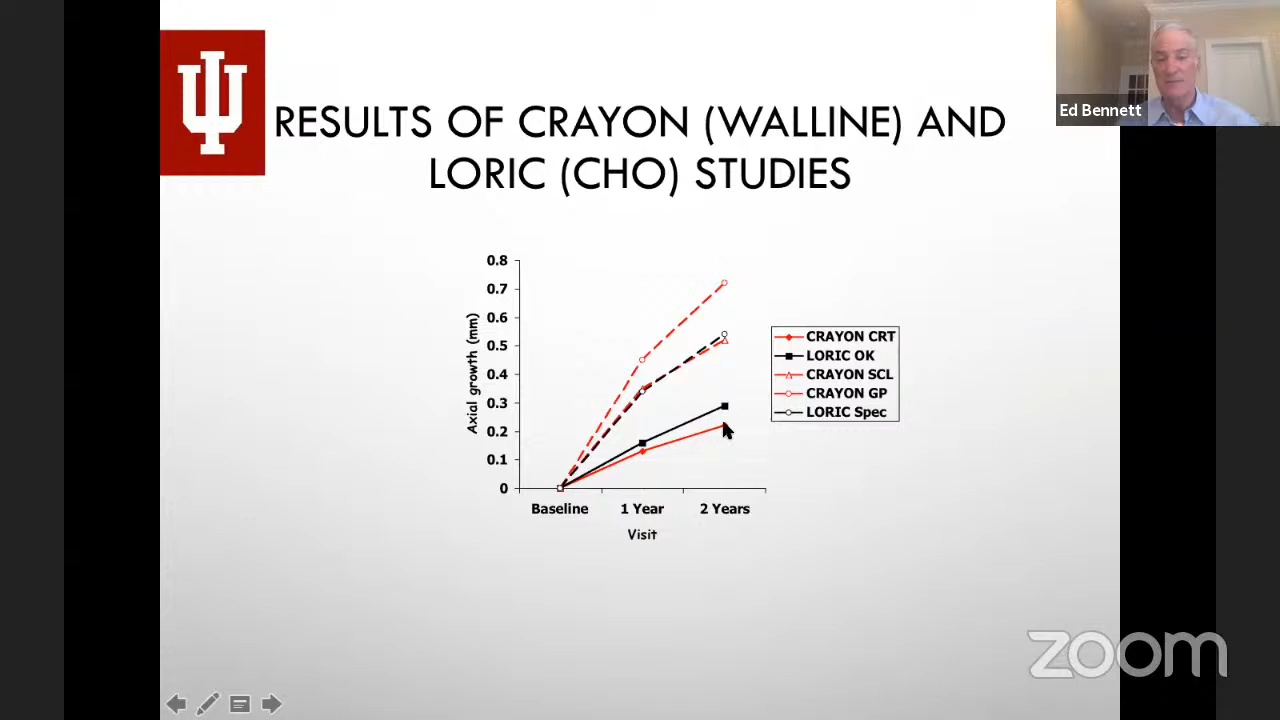 RESULTS OF CRAYON (WALLINE) AND
LORIC (CHO) STUDIES
Ed Bennett
0.8
0.7
0.6
0.5
0.4
0.3
0.2
0.1
0
Axial growth (mm)
Baseline
1 Year
2 Years
Visit
CRAYON CRT
LORIC OK
CRAYON SCL
CRAYON GP
LORIC Spec
zoom